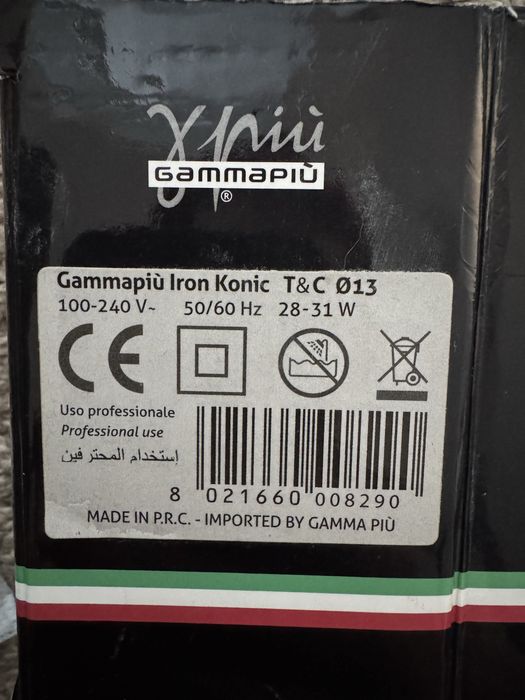 γpiù
GAMMAPIÙ
®
Gammapiù Iron Konic T&C Ø13
100-240 V~ 50/60 Hz 28-31 W
CE
Uso professionale
Professional use
إستخدام المحترفين
8 021660 008290
MADE IN P.R.C. - IMPORTED BY GAMMA PIÙ